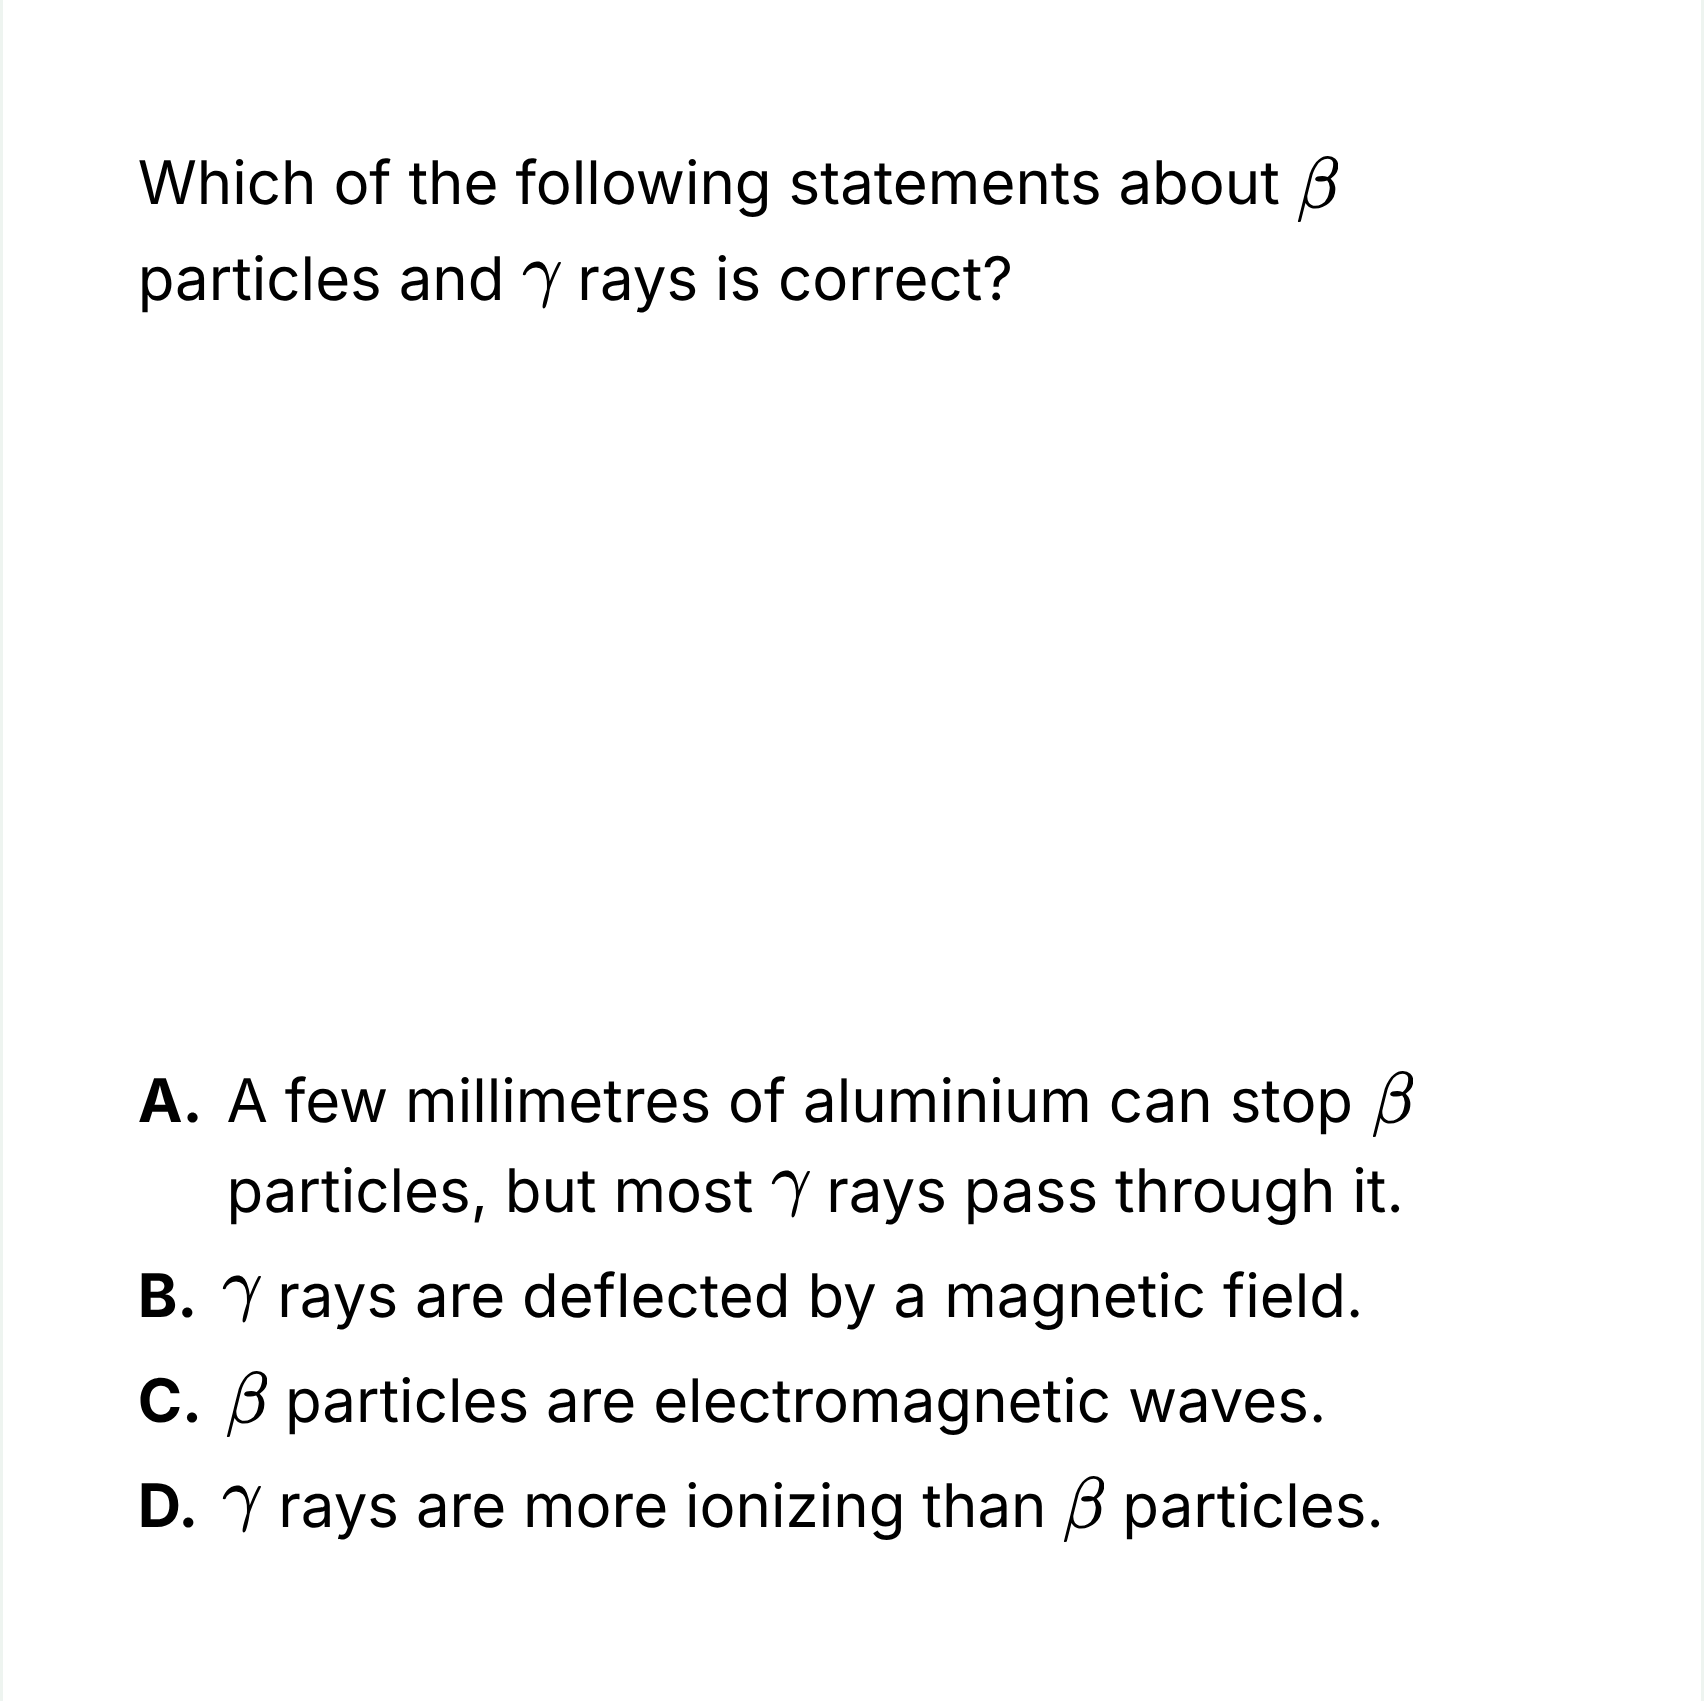 Which of the following statements about β
particles and γ rays is correct?
A. A few millimetres of aluminium can stop β
particles, but most γ rays pass through it.
B. γ rays are deflected by a magnetic field.
C. β particles are electromagnetic waves.
D. γ rays are more ionizing than β particles.